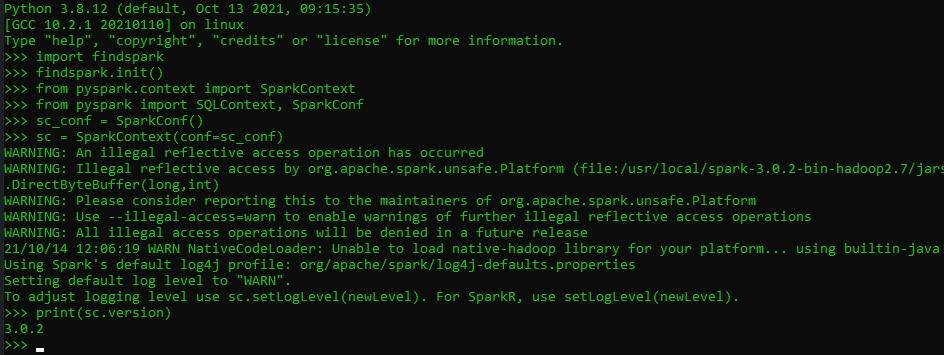 Python 3.8.12 (default, Oct 13 2021, 09:15:35)
[GCC 10.2.1 20210110] on linux
Type "help", "copyright", "credits" or "license" for more information.
>>> import findspark
>>> findspark.init()
>>> from pyspark.context import SparkContext
>>> from pyspark import SQLContext, SparkConf
>>> sc_conf = SparkConf()
>>> sc = SparkContext(conf=sc_conf)
WARNING: An illegal reflective access operation has occurred
WARNING: Illegal reflective access by org.apache.spark.unsafe.Platform (file:/usr/local/spark-3.0.2-bin-hadoop2.7/jars
.DirectByteBuffer(long,int)
WARNING: Please consider reporting this to the maintainers of org.apache.spark.unsafe.Platform
WARNING: Use --illegal-access=warn to enable warnings of further illegal reflective access operations
WARNING: All illegal access operations will be denied in a future release
21/10/14 12:06:19 WARN NativeCodeLoader: Unable to load native-hadoop library for your platform... using builtin-java
Using Spark's default log4j profile: org/apache/spark/log4j-defaults.properties
Setting default log level to "WARN".
To adjust logging level use sc.setLogLevel(newLevel). For SparkR, use setLogLevel(newLevel).
>>> print(sc.version)
3.0.2
>>>